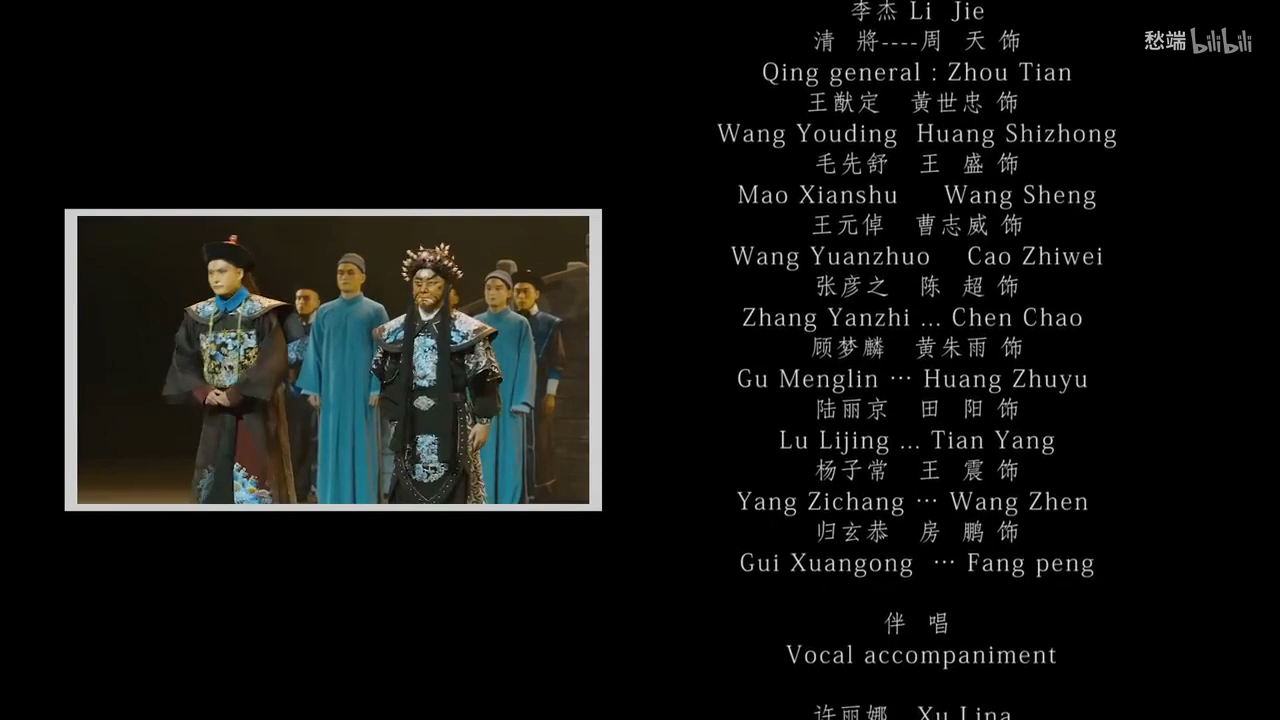 李杰 Li Jie
愁端 bilibili
清 將----周 天 饰
Qing general : Zhou Tian
王猷定 黃世忠 饰
Wang Youding Huang Shizhong
毛先舒 王 盛 饰
Mao Xianshu Wang Sheng
王元倬 曹志威 饰
Wang Yuanzhuo Cao Zhiwei
张彦之 陈 超 饰
Zhang Yanzhi ... Chen Chao
顾梦麟 黄朱雨 饰
Gu Menglin ··· Huang Zhuyu
陆丽京 田 阳 饰
Lu Lijing ... Tian Yang
杨子常 王 震 饰
Yang Zichang ··· Wang Zhen
归玄恭 房 鹏 饰
Gui Xuangong ··· Fang peng
伴 唱
Vocal accompaniment
许丽娜 Xu Lina